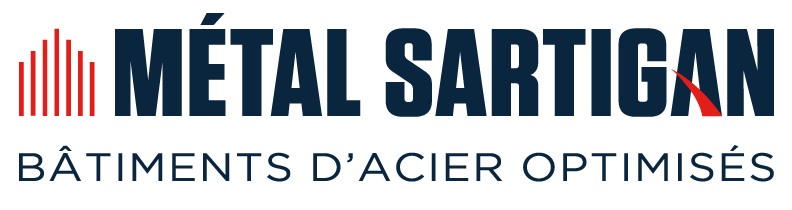 MÉTAL SARTIGAN
BÂTIMENTS D'ACIER OPTIMISÉS